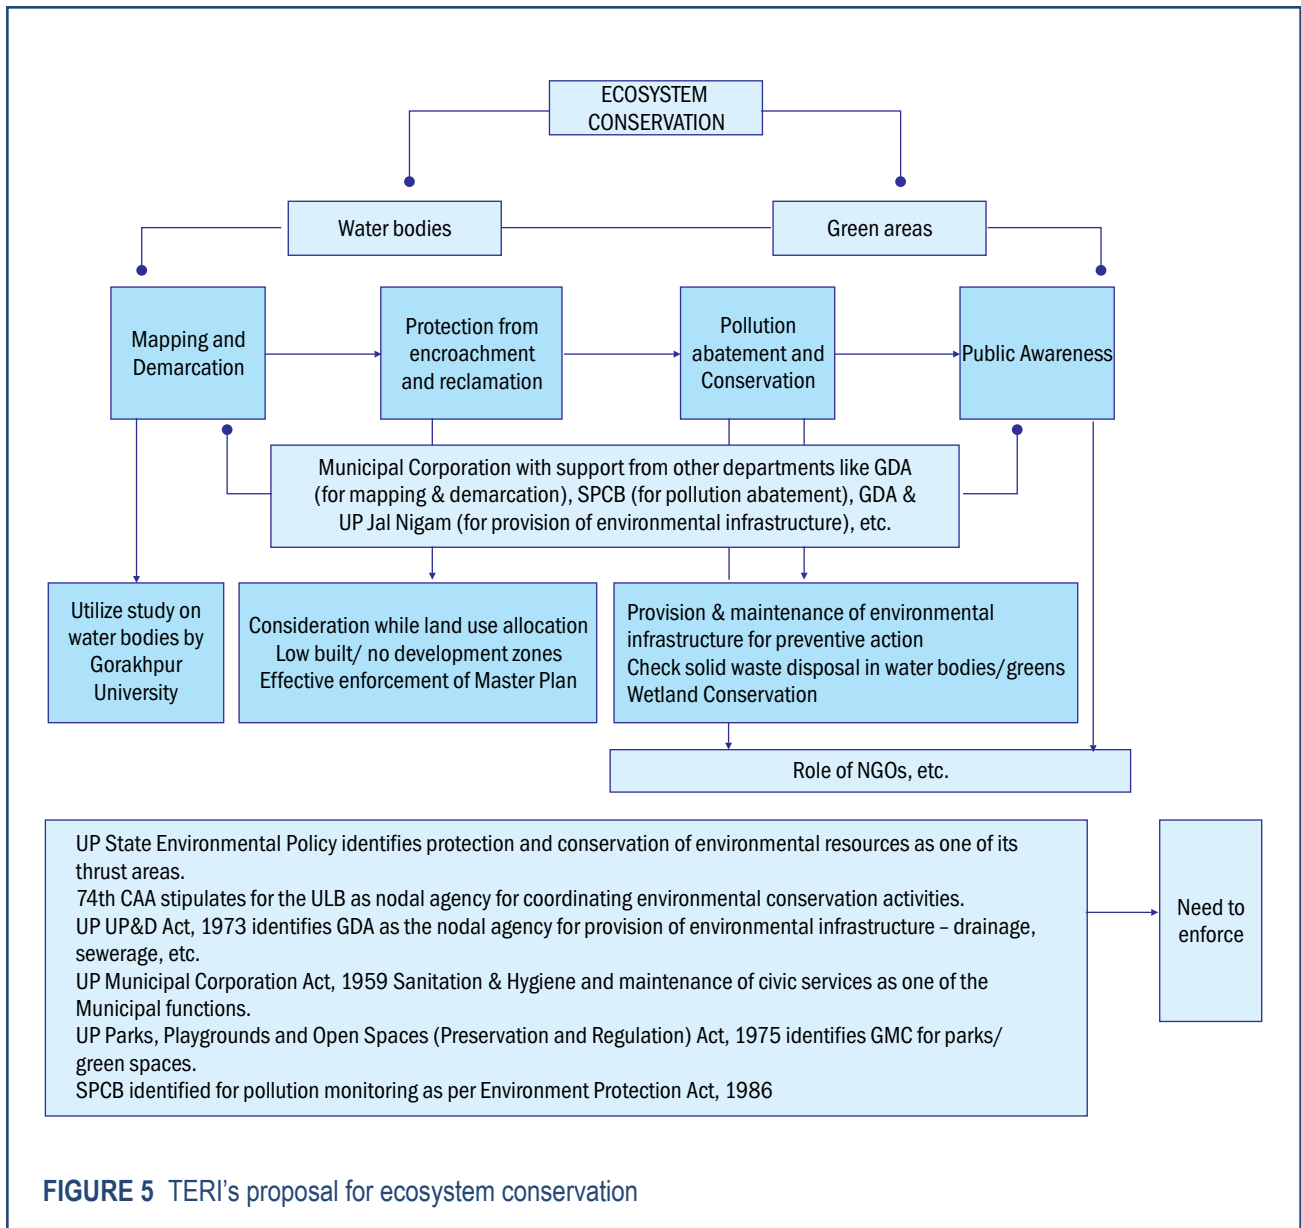 ECOSYSTEM
CONSERVATION
Water bodies
Green areas
Mapping and
Demarcation
Protection from
encroachment
and reclamation
Pollution
abatement and
Conservation
Public Awareness
Municipal Corporation with support from other departments like GDA
(for mapping & demarcation), SPCB (for pollution abatement), GDA &
UP Jal Nigam (for provision of environmental infrastructure), etc.
Utilize study on
water bodies by
Gorakhpur
University
Consideration while land use allocation
Low built/ no development zones
Effective enforcement of Master Plan
Provision & maintenance of environmental
infrastructure for preventive action
Check solid waste disposal in water bodies/greens
Wetland Conservation
Role of NGOs, etc.
UP State Environmental Policy identifies protection and conservation of environmental resources as one of its
thrust areas.
74th CAA stipulates for the ULB as nodal agency for coordinating environmental conservation activities.
UP UP&D Act, 1973 identifies GDA as the nodal agency for provision of environmental infrastructure – drainage,
sewerage, etc.
UP Municipal Corporation Act, 1959 Sanitation & Hygiene and maintenance of civic services as one of the
Municipal functions.
UP Parks, Playgrounds and Open Spaces (Preservation and Regulation) Act, 1975 identifies GMC for parks/
green spaces.
SPCB identified for pollution monitoring as per Environment Protection Act, 1986
Need to
enforce
FIGURE 5 TERI's proposal for ecosystem conservation